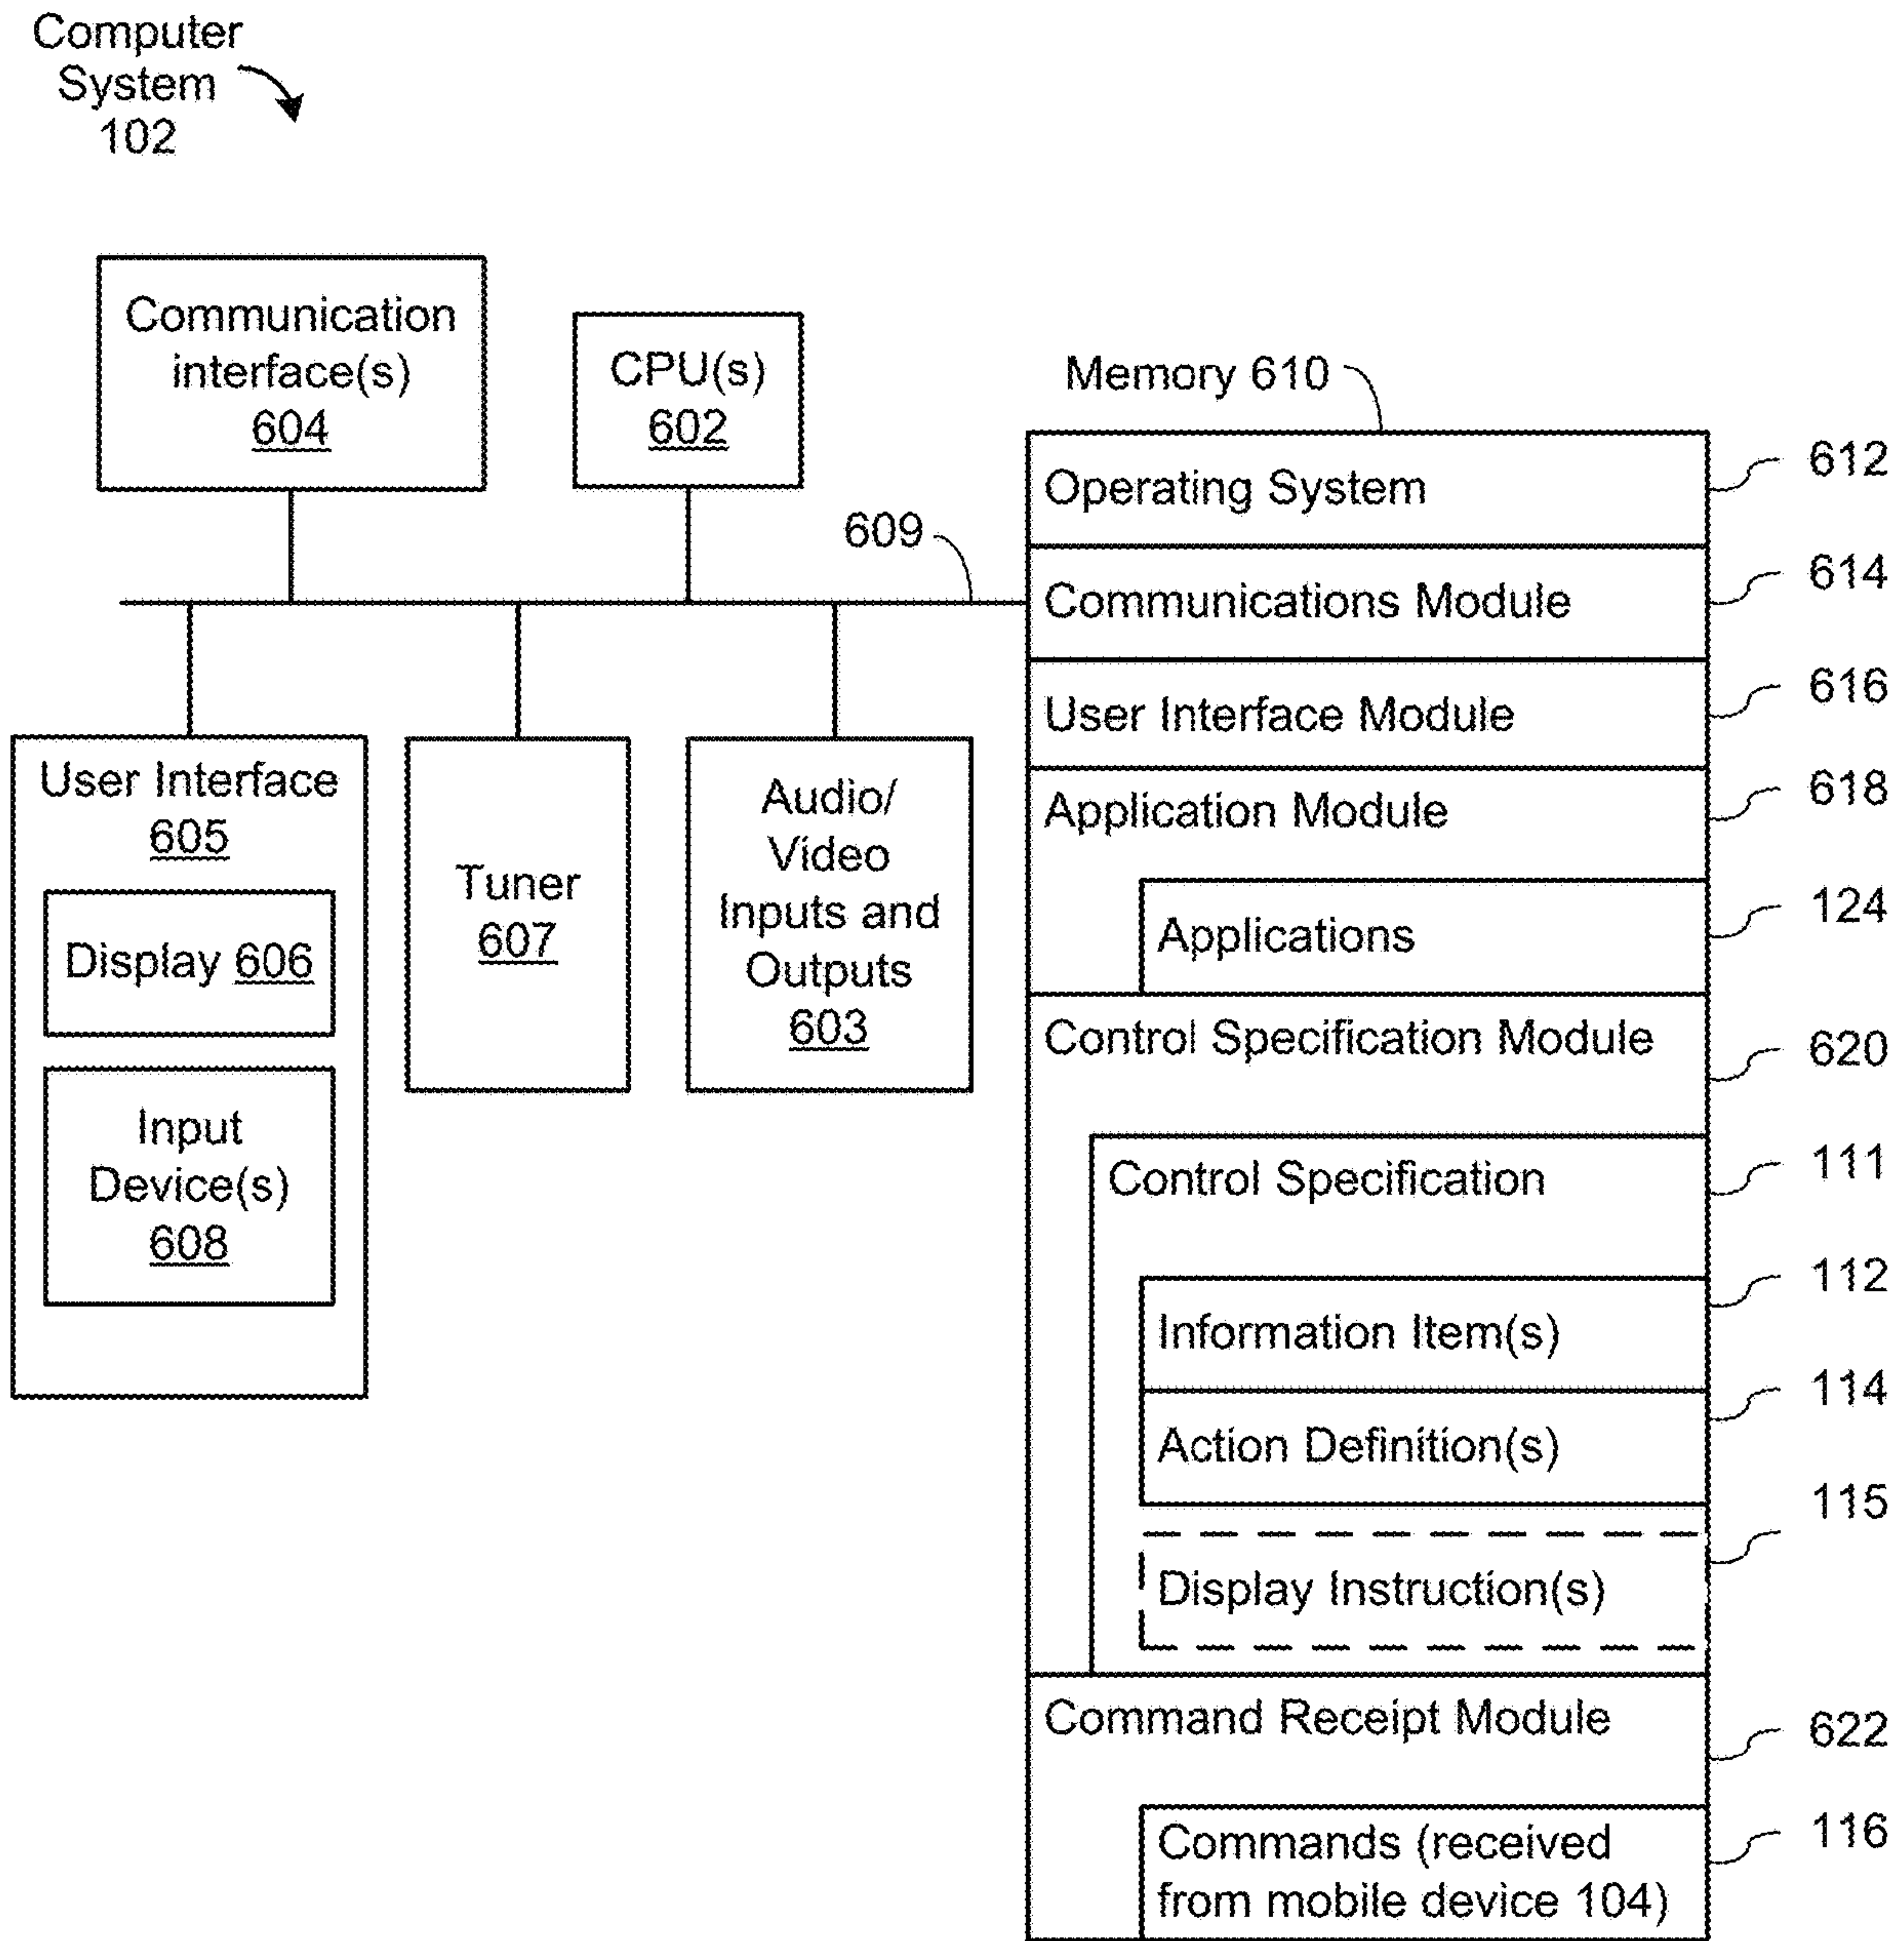 Computer
System
102
Communication
interface(s)
604
CPU(s)
602
609
User Interface
605
Display 606
Input
Device(s)
608
Tuner
607
Audio/
Video
Inputs and
Outputs
603
Memory 610
Operating System
612
Communications Module
614
User Interface Module
616
Application Module
618
Applications
124
Control Specification Module
620
Control Specification
111
Information Item(s)
112
Action Definition(s)
114
Display Instruction(s)
115
Command Receipt Module
622
Commands (received
from mobile device 104)
116